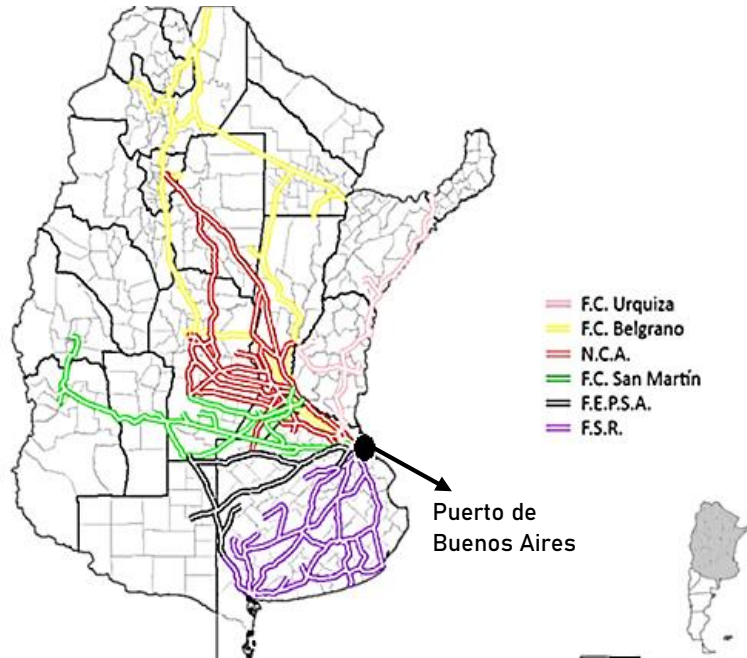 F.C. Urquiza
F.C. Belgrano
N.C.A.
F.C. San Martín
F.E.P.S.A.
F.S.R.
Puerto de
Buenos Aires